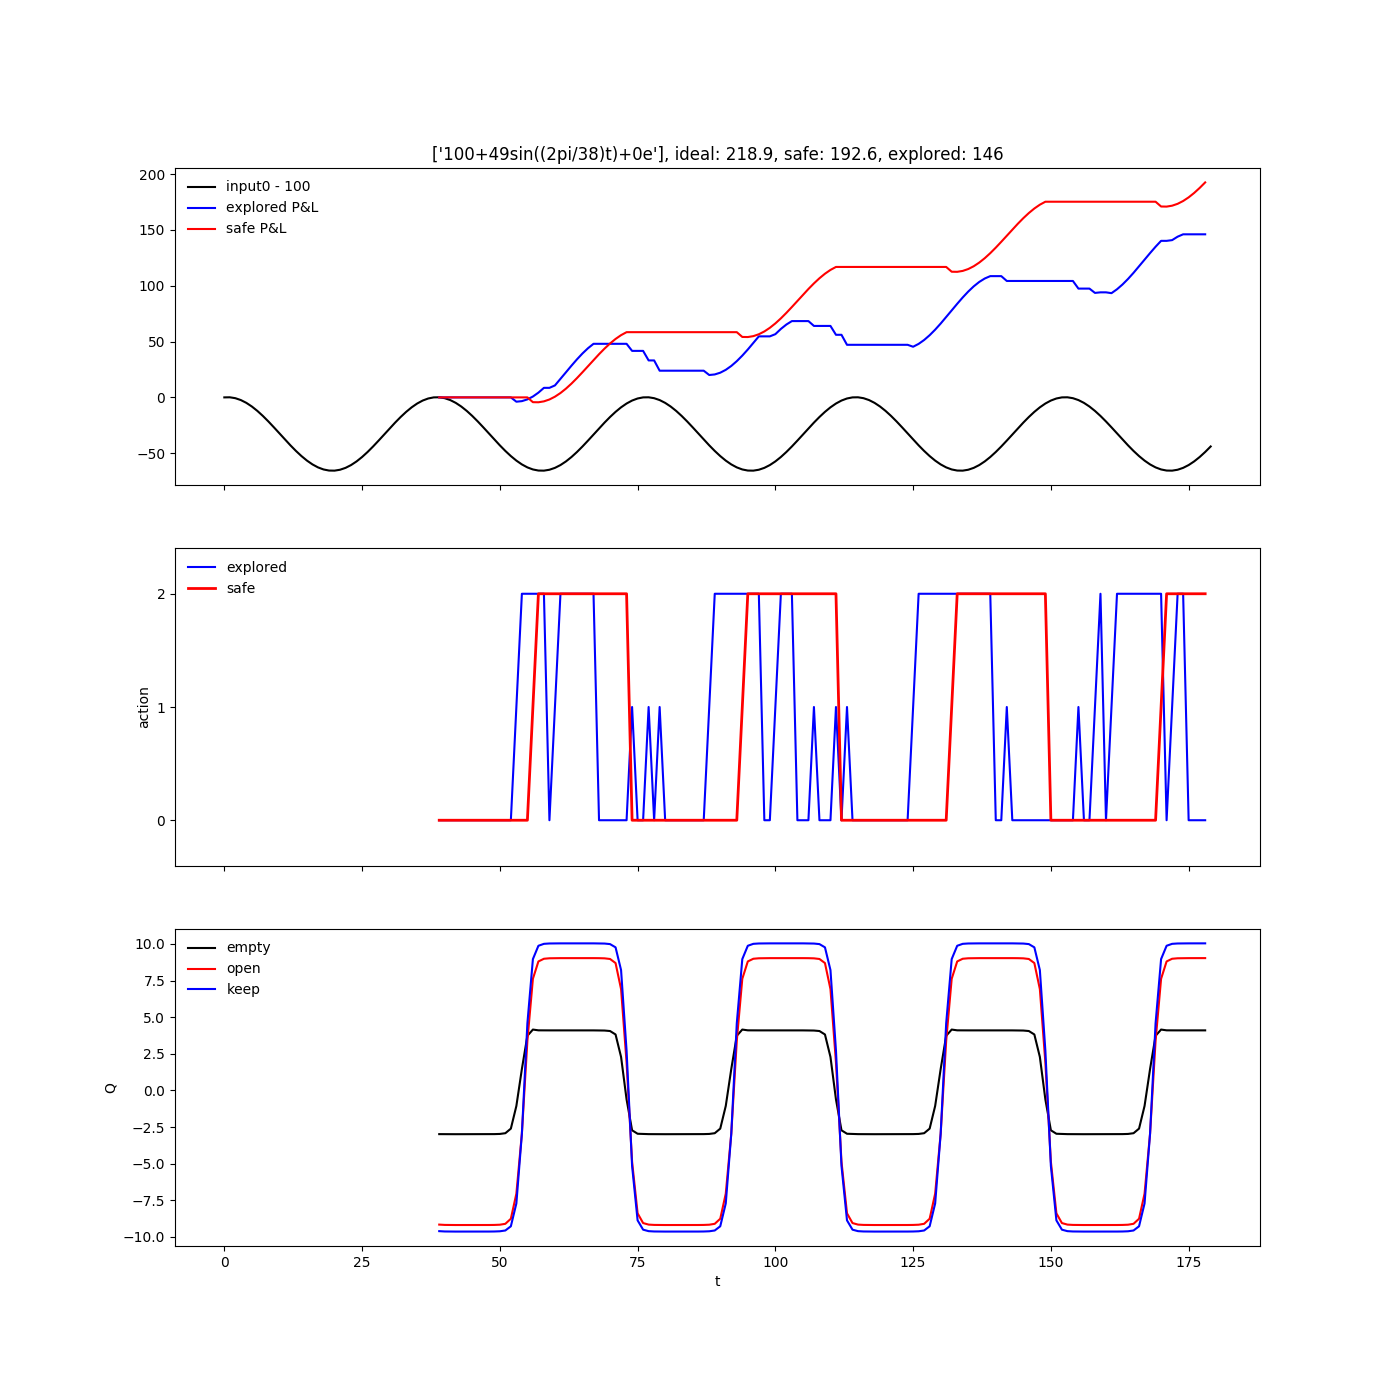 ['100+49sin((2pi/38)t)+0e'], ideal: 218.9, safe: 192.6, explored: 146
200
150
100
50
0
−50
input0 - 100
explored P&L
safe P&L
2
1
0
action
explored
safe
10.0
7.5
5.0
2.5
0.0
−2.5
−5.0
−7.5
−10.0
Q
empty
open
keep
0 25 50 75 100 125 150 175
t